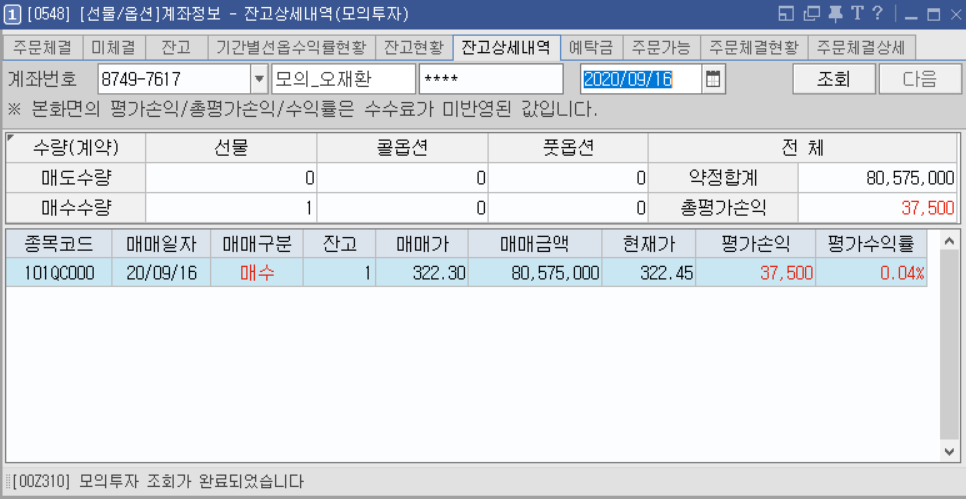 1 [0548] [선물/옵션]계좌정보 - 잔고상세내역(모의투자) T ?
주문체결 미체결 잔고 기간별선옵수익률현황 잔고현황 잔고상세내역 예탁금 주문가능 주문체결현황 주문체결상세
계좌번호 8749-7617 모의_오재환 **** 2020/09/16 조회 다음
※ 본화면의 평가손익/총평가손익/수익률은 수수료가 미반영된 값입니다.
수량(계약) 선물 콜옵션 풋옵션 전 체
매도수량 0 0 0 약정합계 80,575,000
매수수량 1 0 0 총평가손익 37,500
종목코드 매매일자 매매구분 잔고 매매가 매매금액 현재가 평가손익 평가수익률
101QC000 20/09/16 매수 1 322.30 80,575,000 322.45 37,500 0.04%
[00Z310] 모의투자 조회가 완료되었습니다